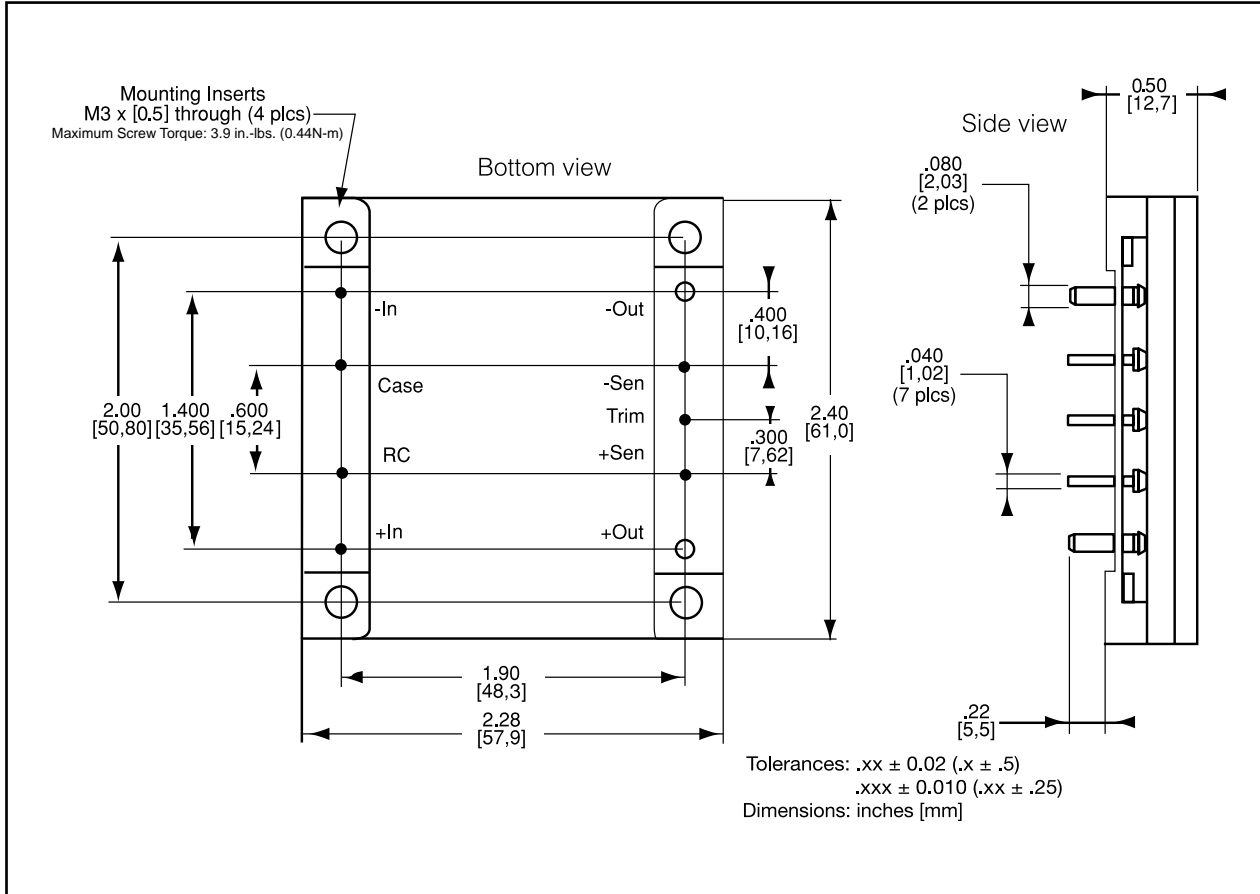 Mounting Inserts
M3 x [0.5] through (4 plcs)
Maximum Screw Torque: 3.9 in.-lbs. (0.44N-m)
Bottom view
Side view
0.50
[12,7]
.080
[2,03]
(2 plcs)
-In
-Out
.400
[10,16]
Case
-Sen
.040
[1,02]
(7 plcs)
2.00
[50,80]
1.400
[35,56]
.600
[15,24]
Trim
2.40
[61,0]
.300
[7,62]
RC
+Sen
+In
+Out
1.90
[48,3]
2.28
[57,9]
.22
[5,5]
Tolerances: .xx ± 0.02 (.x ± .5)
.xxx ± 0.010 (.xx ± .25)
Dimensions: inches [mm]